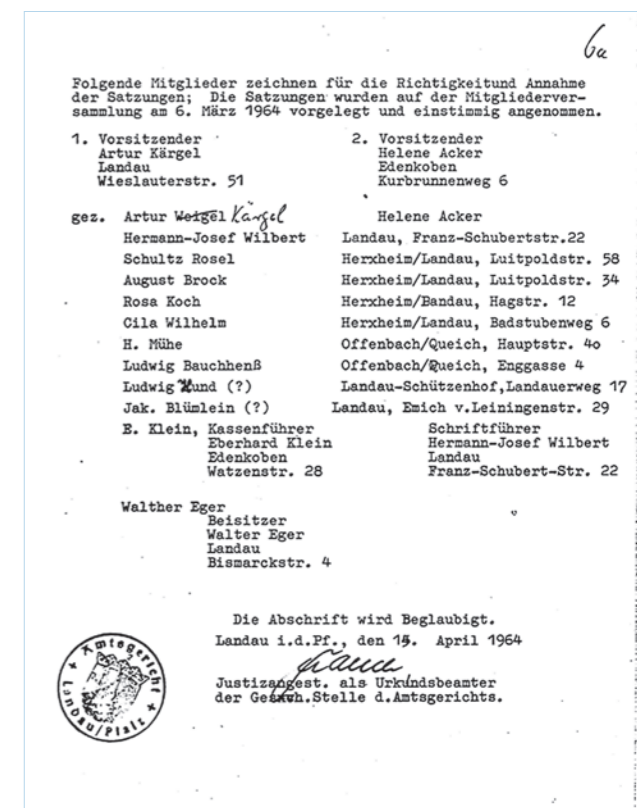 6a
Folgende Mitglieder zeichnen für die Richtigkeitund Annahme
der Satzungen; Die Satzungen wurden auf der Mitgliederver-
sammlung am 6. März 1964 vorgelegt und einstimmig angenommen.
1. Vorsitzender 2. Vorsitzender
Artur Kärgel Helene Acker
Landau Edenkoben
Wieslauterstr. 51 Kurbrunnenweg 6
gez. Artur Weigel Kärgel Helene Acker
Hermann-Josef Wilbert Landau, Franz-Schubertstr.22
Schultz Rosel Herxheim/Landau, Luitpoldstr. 58
August Brock Herxheim/Landau, Luitpoldstr. 34
Rosa Koch Herxheim/Bandau, Hagstr. 12
Cila Wilhelm Herxheim/Landau, Badstubenweg 6
H. Mühe Offenbach/Queich, Hauptstr. 4o
Ludwig Bauchhenß Offenbach/Queich, Enggasse 4
Ludwig und (?) Landau-Schützenhof,Landauerweg 17
Jak. Blümlein (?) Landau, Emich v.Leiningenstr. 29
E. Klein, Kassenführer Schriftführer
Eberhard Klein Hermann-Josef Wilbert
Edenkoben Landau
Watzenstr. 28 Franz-Schubert-Str. 22
Walther Eger
Beisitzer
Walter Eger
Landau
Bismarckstr. 4
Die Abschrift wird Beglaubigt.
Landau i.d.Pf., den April 1964
Justizangest. als Urkundsbeamter
der Gesch.Stelle d.Amtsgerichts.
Amtsgericht
Landau/Pfalz